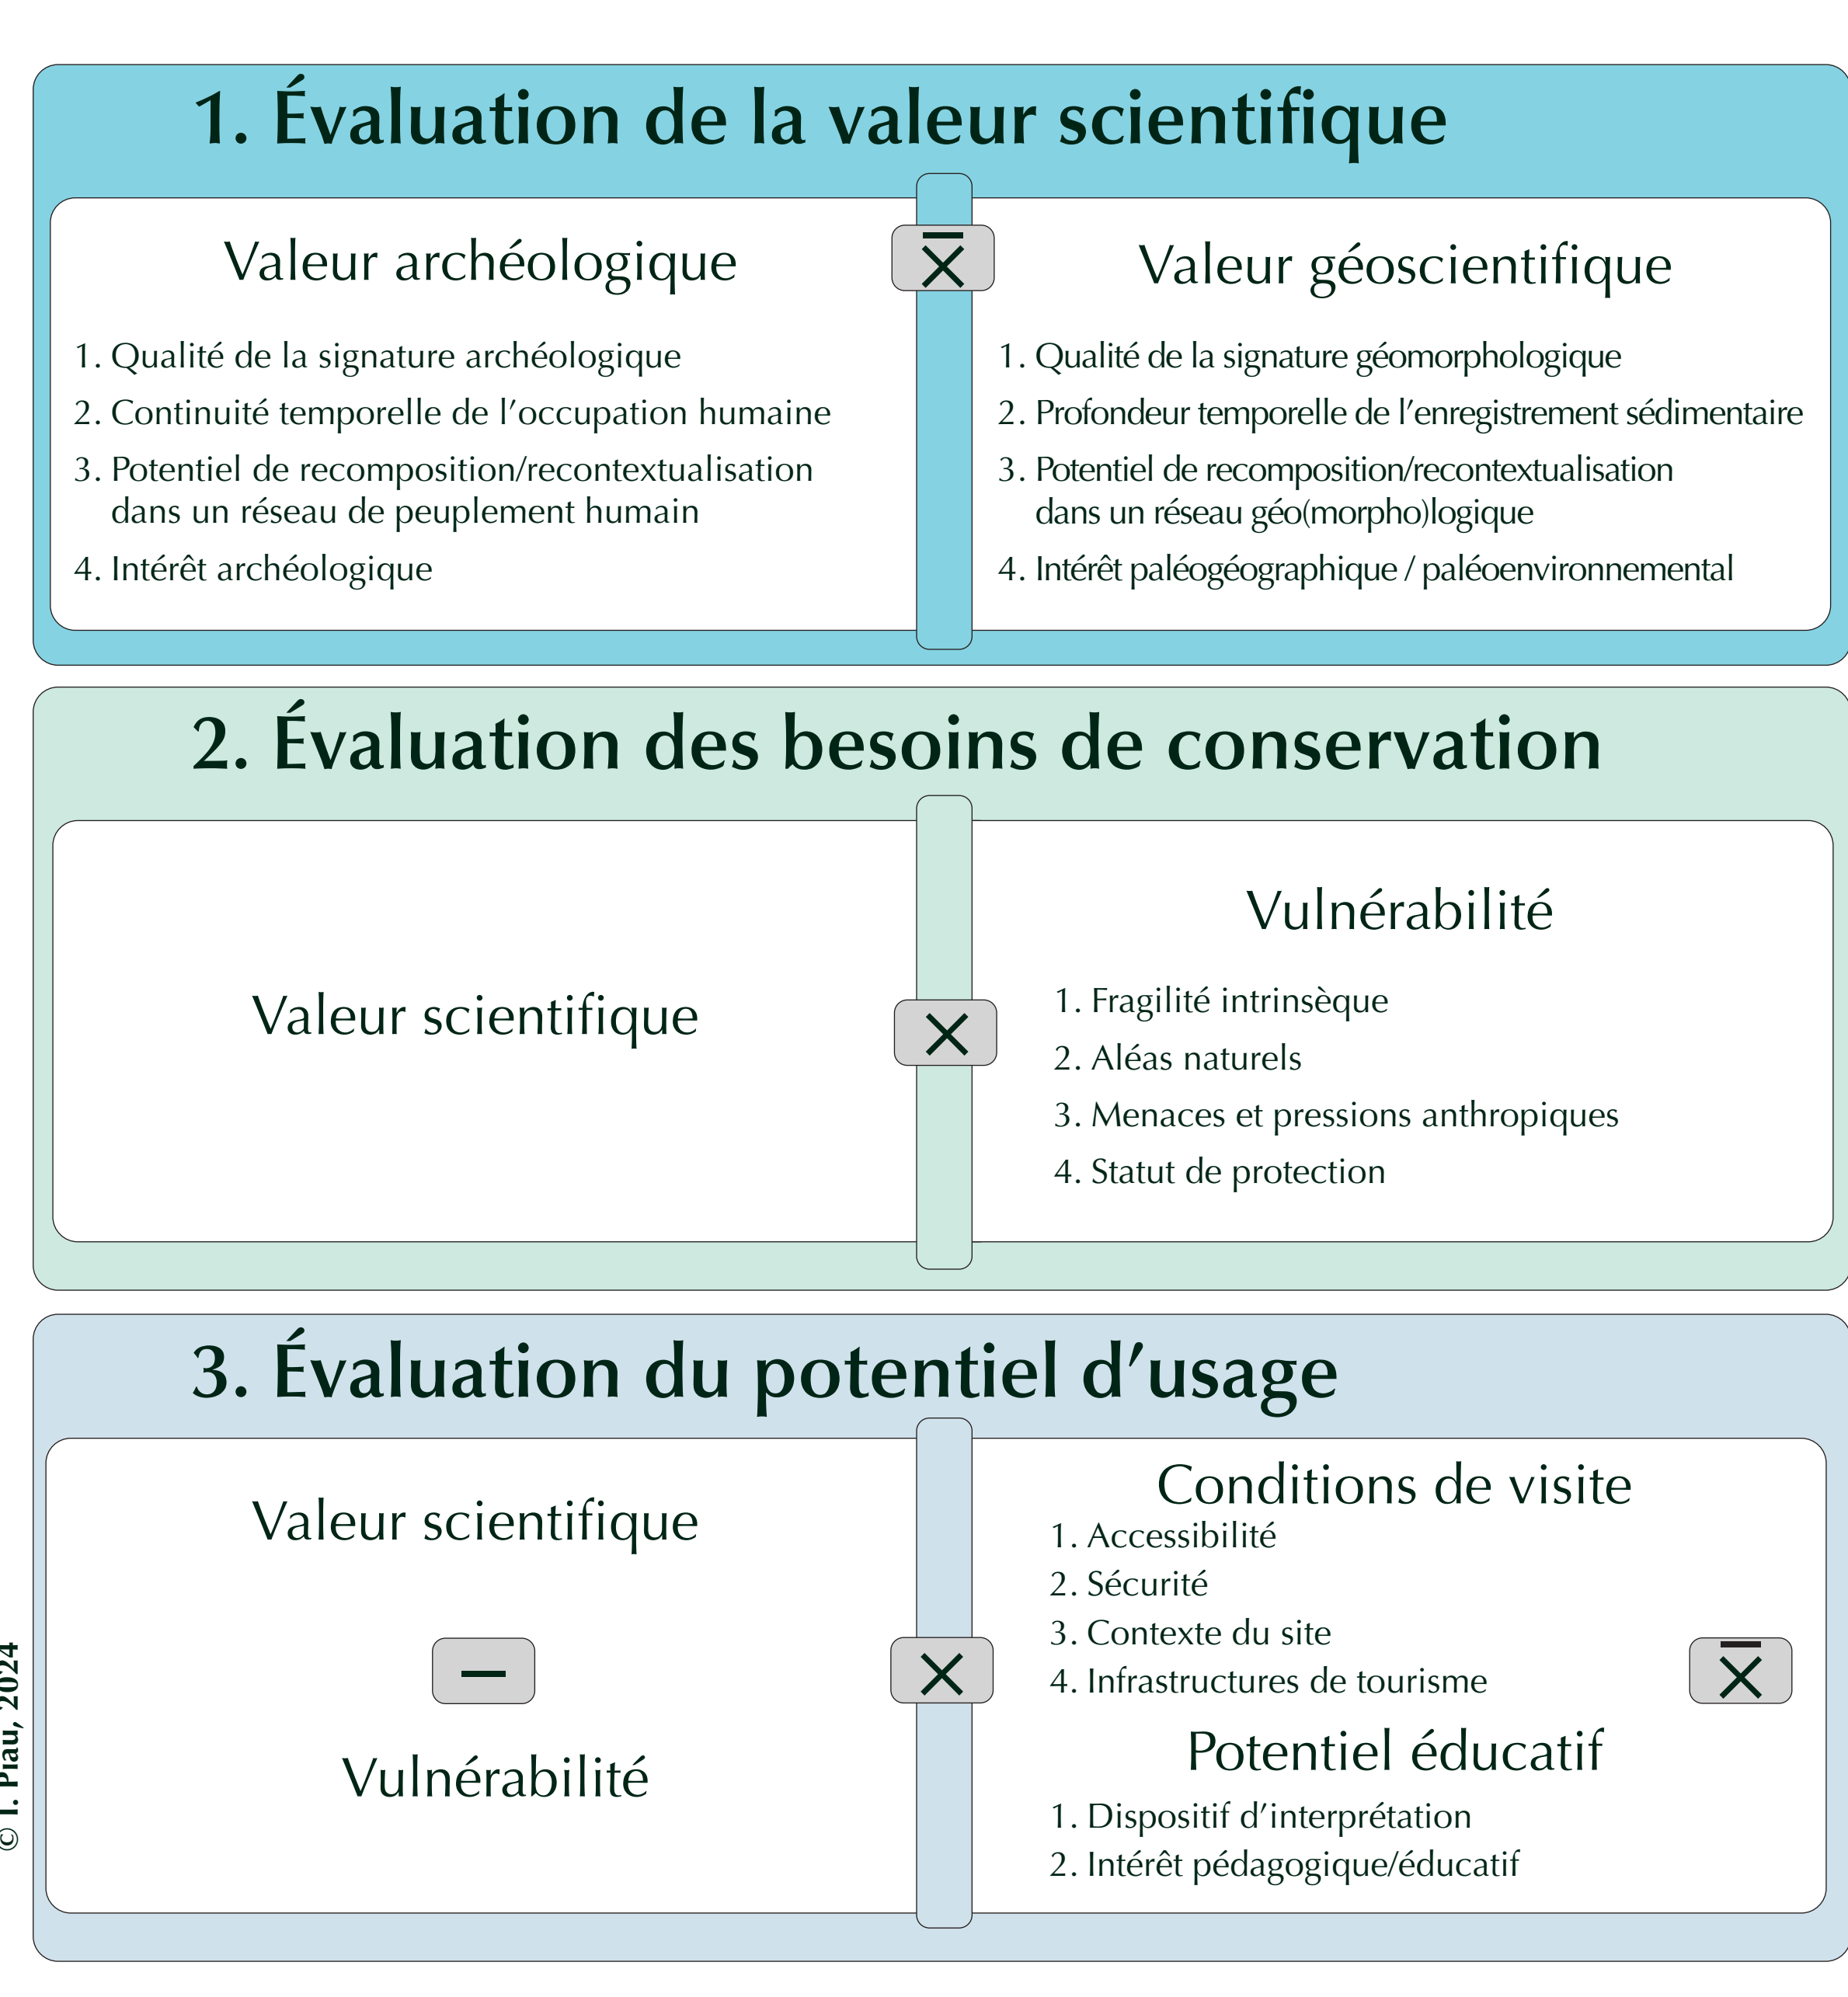 1. Évaluation de la valeur scientifique
Valeur archéologique
1. Qualité de la signature archéologique
2. Continuité temporelle de l’occupation humaine
3. Potentiel de recomposition/recontextualisation
dans un réseau de peuplement humain
4. Intérêt archéologique
Valeur géoscientifique
1. Qualité de la signature géomorphologique
2. Profondeur temporelle de l’enregistrement sédimentaire
3. Potentiel de recomposition/recontextualisation
dans un réseau géo(morpho)logique
4. Intérêt paléogéographique / paléoenvironnemental
2. Évaluation des besoins de conservation
Valeur scientifique
×
Vulnérabilité
1. Fragilité intrinsèque
2. Aléas naturels
3. Menaces et pressions anthropiques
4. Statut de protection
3. Évaluation du potentiel d’usage
Valeur scientifique
–
Vulnérabilité
×
Conditions de visite
1. Accessibilité
2. Sécurité
3. Contexte du site
4. Infrastructures de tourisme
Potentiel éducatif
1. Dispositif d’interprétation
2. Intérêt pédagogique/éducatif
© T. Piau, 2024